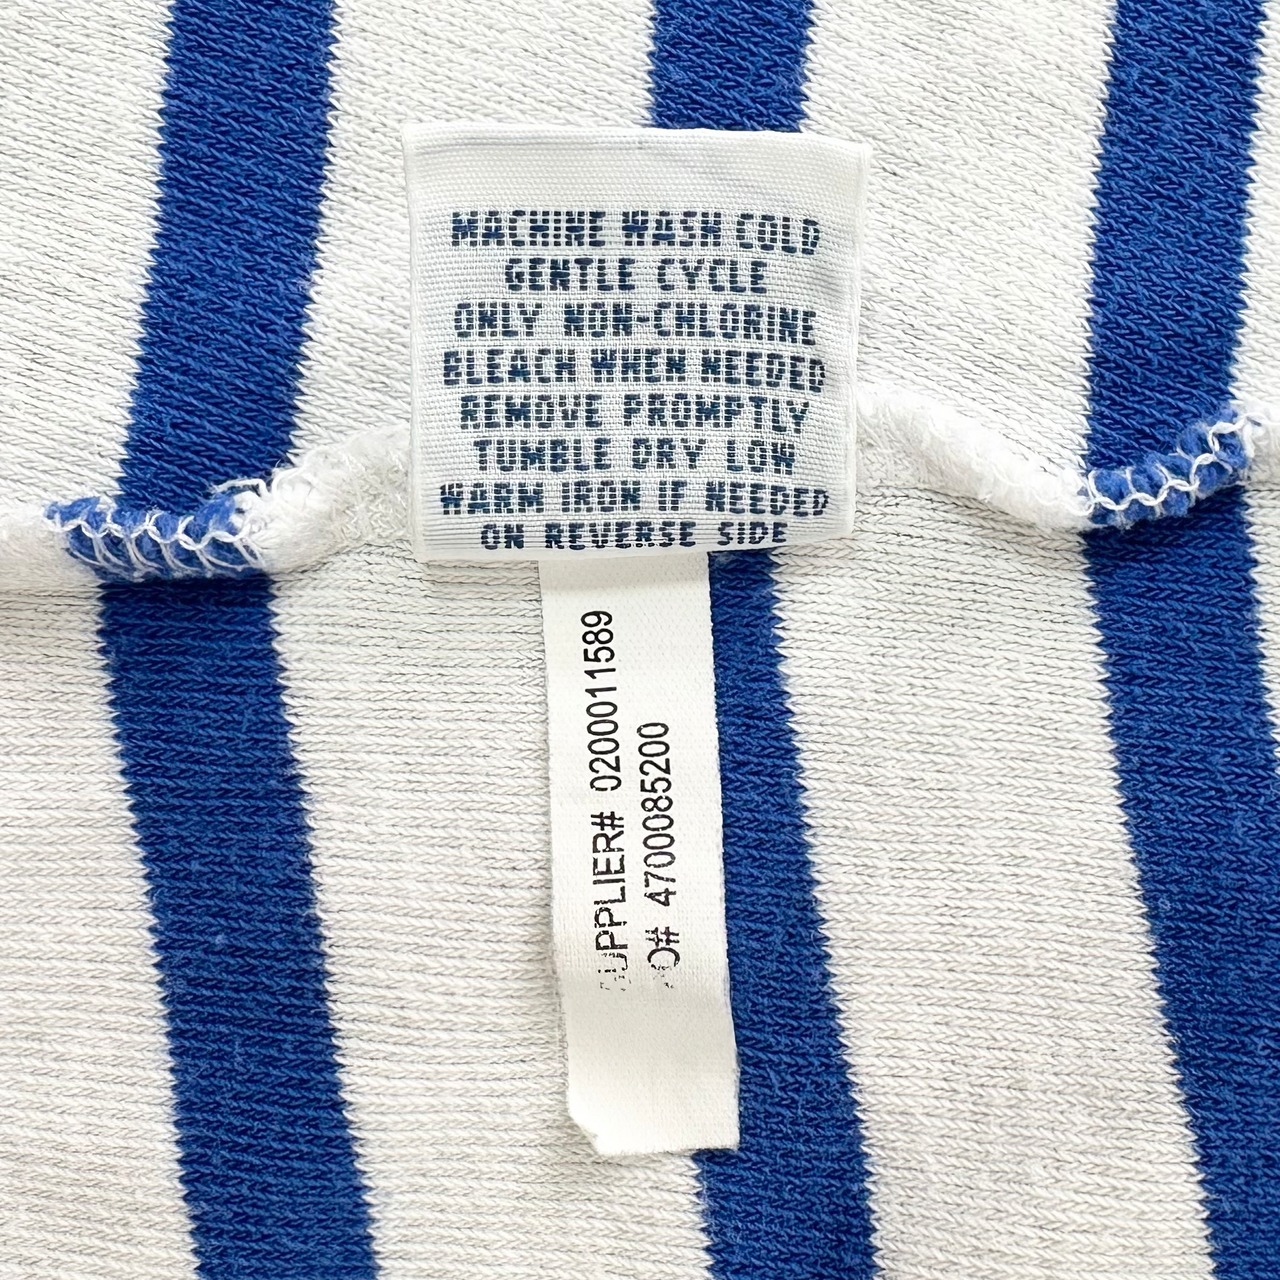 MACHINE WASH COLD
GENTLE CYCLE
ONLY NON-CHLORINE
BLEACH WHEN NEEDED
REMOVE PROMPTLY
TUMBLE DRY LOW
WARM IRON IF NEEDED
ON REVERSE SIDE
SUPPLIER# 0200011589
PO# 4700085200